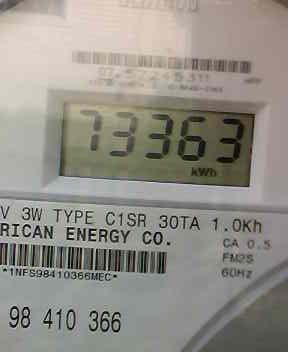 73363
kWh
V 3W TYPE C1SR 30TA 1.0Kh
RICAN ENERGY CO.
CA 0.5
FM2S
*1NFS98410366MEC*
60Hz
98 410 366